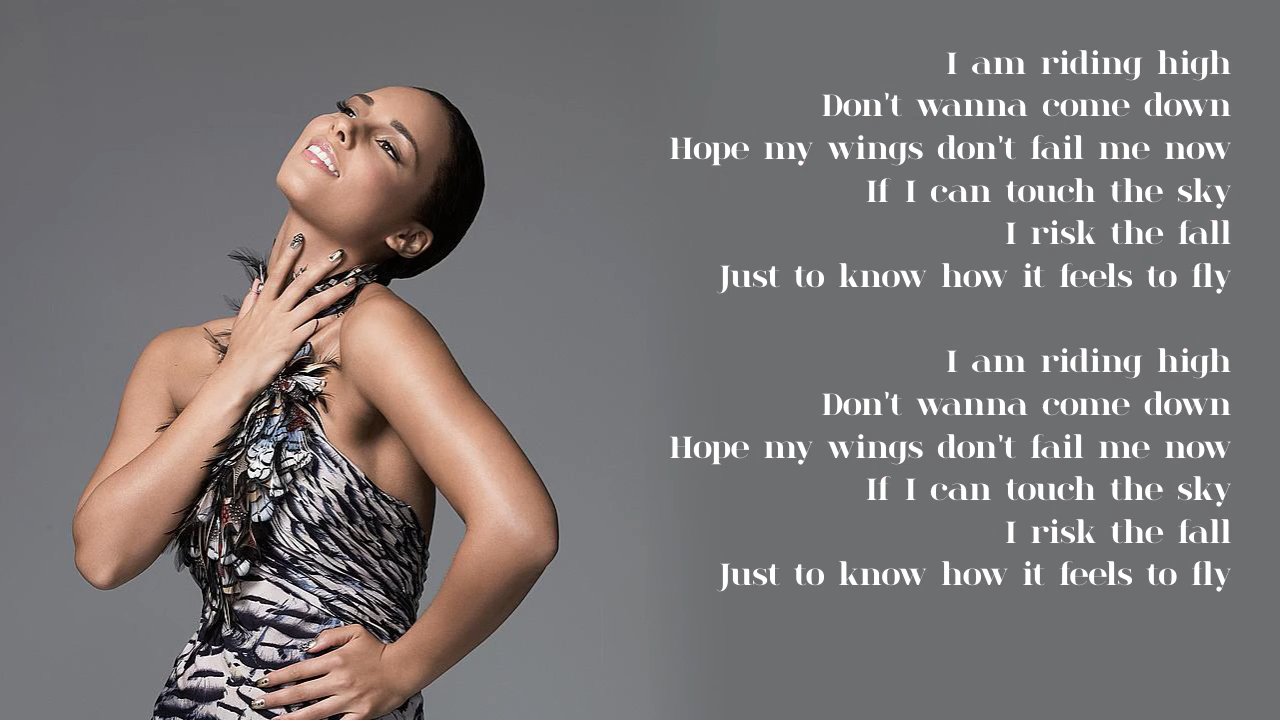 I am riding high
Don't wanna come down
Hope my wings don't fail me now
If I can touch the sky
I risk the fall
Just to know how it feels to fly

I am riding high
Don't wanna come down
Hope my wings don't fail me now
If I can touch the sky
I risk the fall
Just to know how it feels to fly